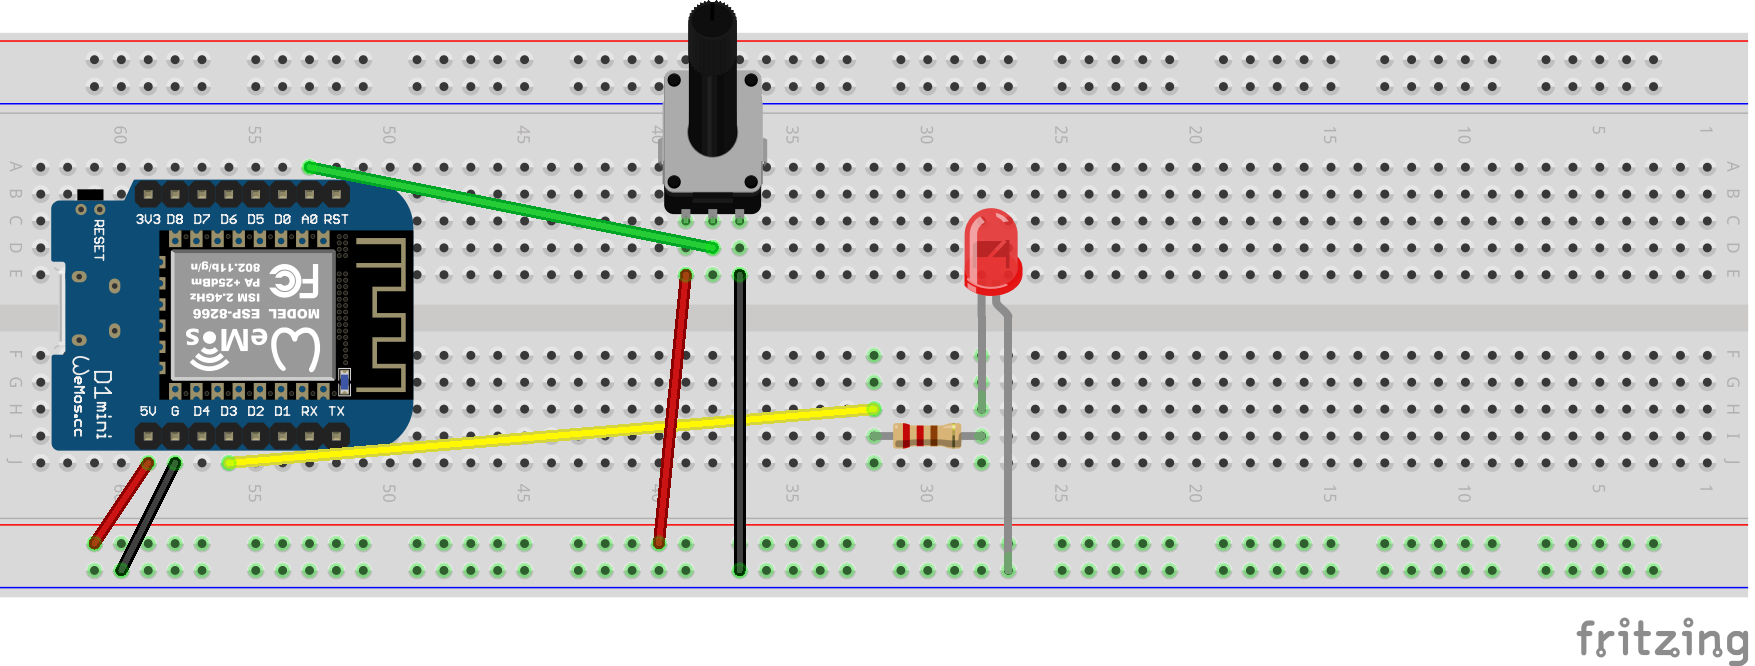 60 55 50 45 40 35 30 25 20 15 10 5 1
A A
B B
C C
D D
E E
3V3 D8 D7 D6 D5 D0 A0 RST
RESET
802.11b/g/n
PA +25dBm
ISM 2.4GHz
ESP-8266
MODEL
FC
WeMos
F F
G G
H H
I I
J J
D1 mini
WeMos.cc
5V G D4 D3 D2 D1 RX TX
60 55 50 45 40 35 30 25 20 15 10 5 1
fritzing